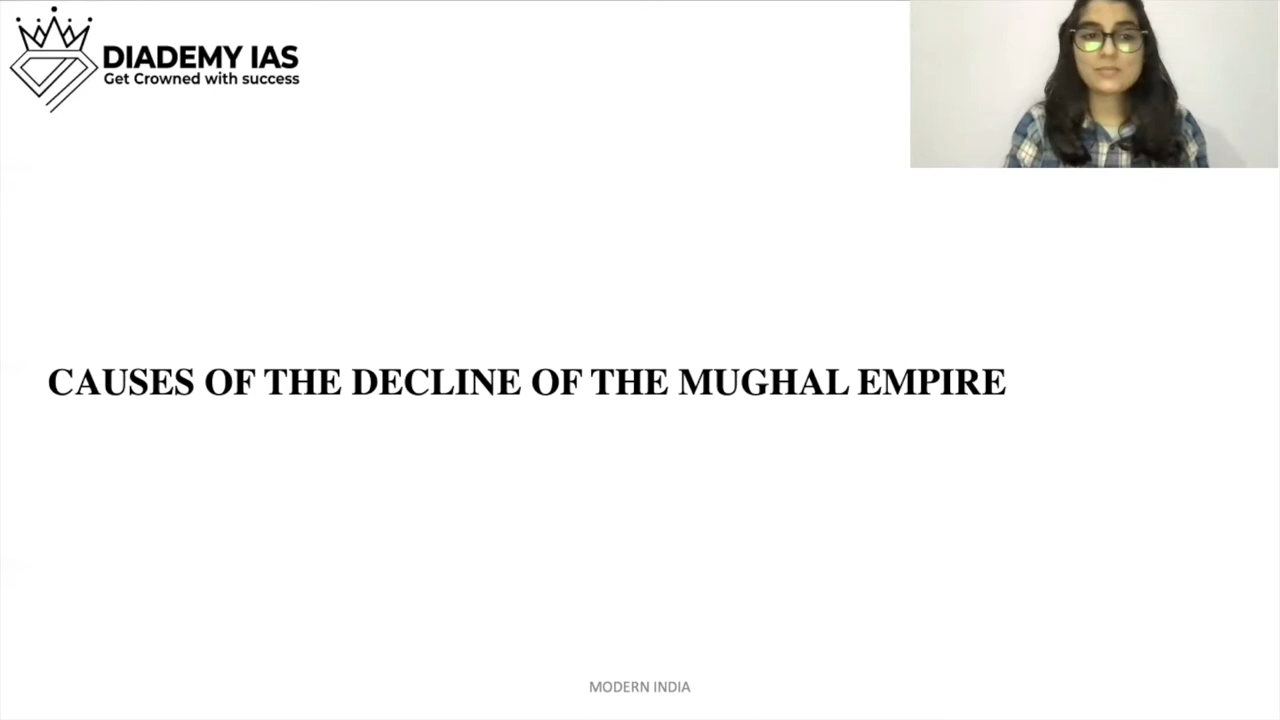 DIADEMY IAS
Get Crowned with success
CAUSES OF THE DECLINE OF THE MUGHAL EMPIRE
MODERN INDIA